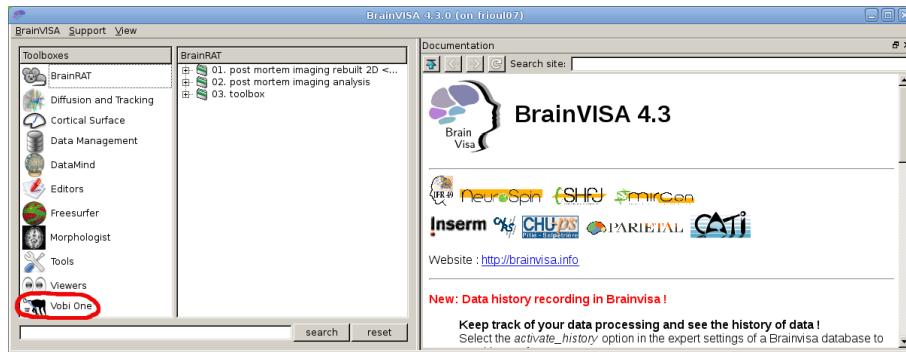 BrainVISA 4.3.0 (on frioul07)
BrainVISA Support View
Toolboxes
BrainRAT
Diffusion and Tracking
Cortical Surface
Data Management
DataMind
Editors
Freesurfer
Morphologist
Tools
Viewers
Vobi One
BrainRAT
01. post mortem imaging rebuilt 2D <...
02. post mortem imaging analysis
03. toolbox
search reset
Documentation
Search site:
Brain
Visa
BrainVISA 4.3
IFR 49 NeuroSpin SHFJ MIRCen
Inserm CHU-PS PARIETAL CATI
Website : http://brainvisa.info
New: Data history recording in Brainvisa !
Keep track of your data processing and see the history of data !
Select the activate_history option in the expert settings of a Brainvisa database to